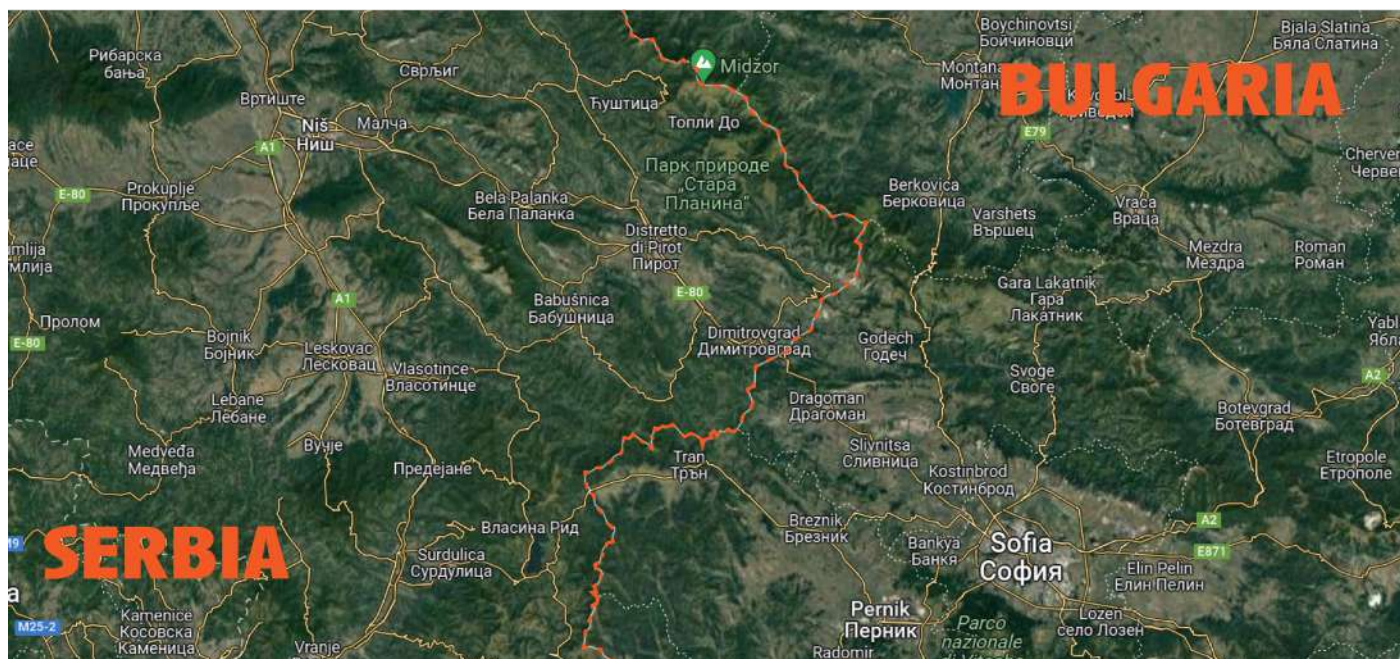 Boychinovtsi
Бойчиновци
Bjala Slatina
Бяла Слатина
Рибарска
бања
Сврљиг
Midžor
Montana
BULGARIA
Вртиште
Ћуштица
Niš
Ниш
Малча
Топли До
E79
A1
Парк природе
„Стара
Планина"
E-80
Prokuplje
Прокупље
Bela Palanka
Бела Паланка
Berkovica
Берковица
Varshets
Вършец
Vraca
Враца
Distretto
di Pirot
Пирот
Mezdra
Мездра
Roman
Роман
E-80
A1
Gara Lakatnik
Гара
Лакатник
Babušnica
Бабушница
Пролом
E-80
Bojnik
Бојник
Leskovac
Лесковац
Dimitrovgrad
Димитровград
Godech
Годеч
Vlasotince
Власотинце
Svoge
Своге
A2
Lebane
Лебане
Dragoman
Драгоман
Botevgrad
Ботевград
Medveđa
Медвеђа
Вучје
Предејане
Tran
Трън
Slivnitsa
Сливница
Kostinbrod
Костинброд
Etropole
Етрополе
Власина Рид
Breznik
Брезник
A2
SERBIA
Surdulica
Сурдулица
Bankya
Банкя
Sofia
София
E871
Elin Pelin
Елин Пелин
Kamenice
Косовска
Каменица
M25-2
Pernik
Перник
Lozen
село Лозен
Vranje
Radomir
Parco
nazionale